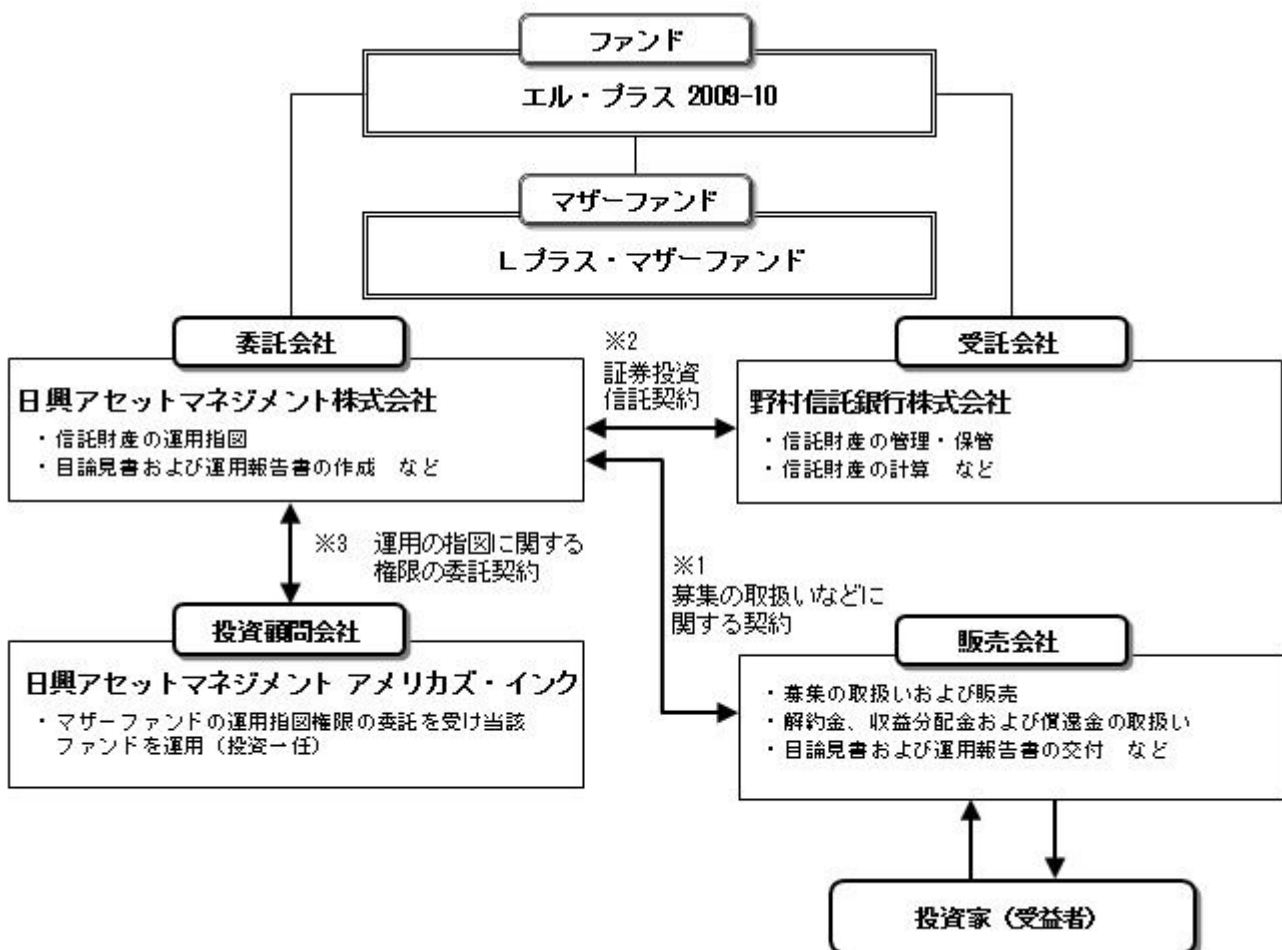 ファンド
エル・プラス 2009-10
マザーファンド
Lプラス・マザーファンド
委託会社
日興アセットマネジメント株式会社
・信託財産の運用指図
・目論見書および運用報告書の作成 など
※2
証券投資
信託契約
受託会社
野村信託銀行株式会社
・信託財産の管理・保管
・信託財産の計算 など
※3 運用の指図に関する
権限の委託契約
※1
募集の取扱いなどに
関する契約
投資顧問会社
日興アセットマネジメント アメリカズ・インク
・マザーファンドの運用指図権限の委託を受け当該
ファンドを運用（投資一任）
販売会社
・募集の取扱いおよび販売
・解約金、収益分配金および償還金の取扱い
・目論見書および運用報告書の交付 など
投資家（受益者）